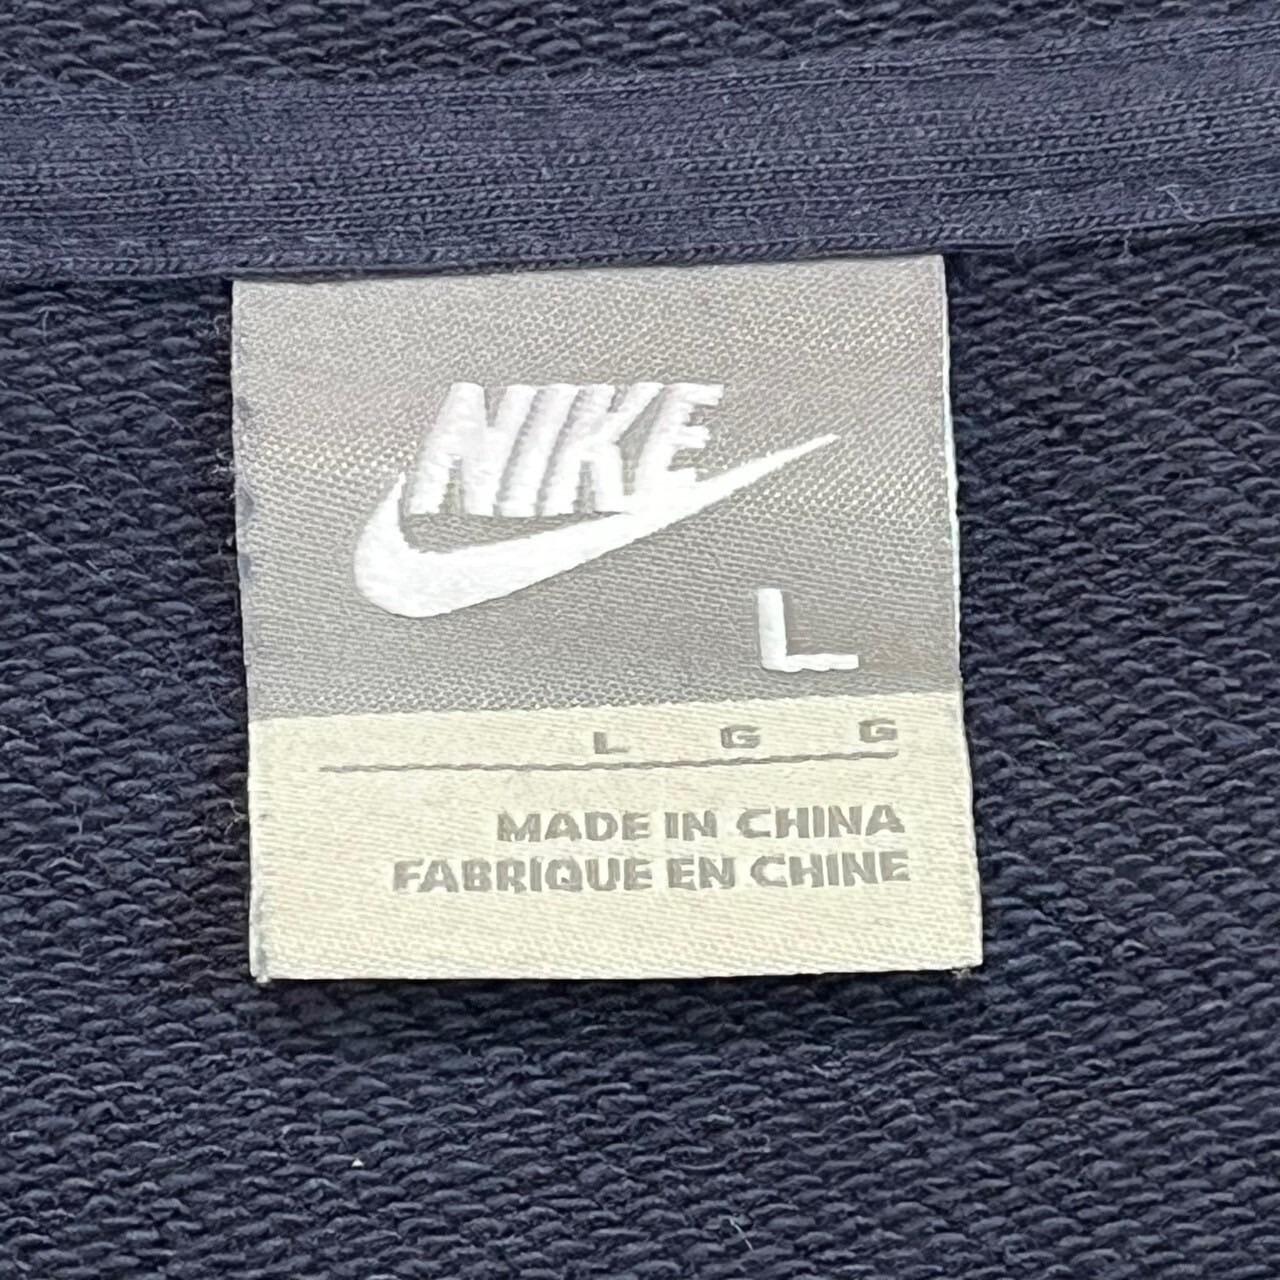 NIKE
L
L G G
MADE IN CHINA
FABRIQUE EN CHINE